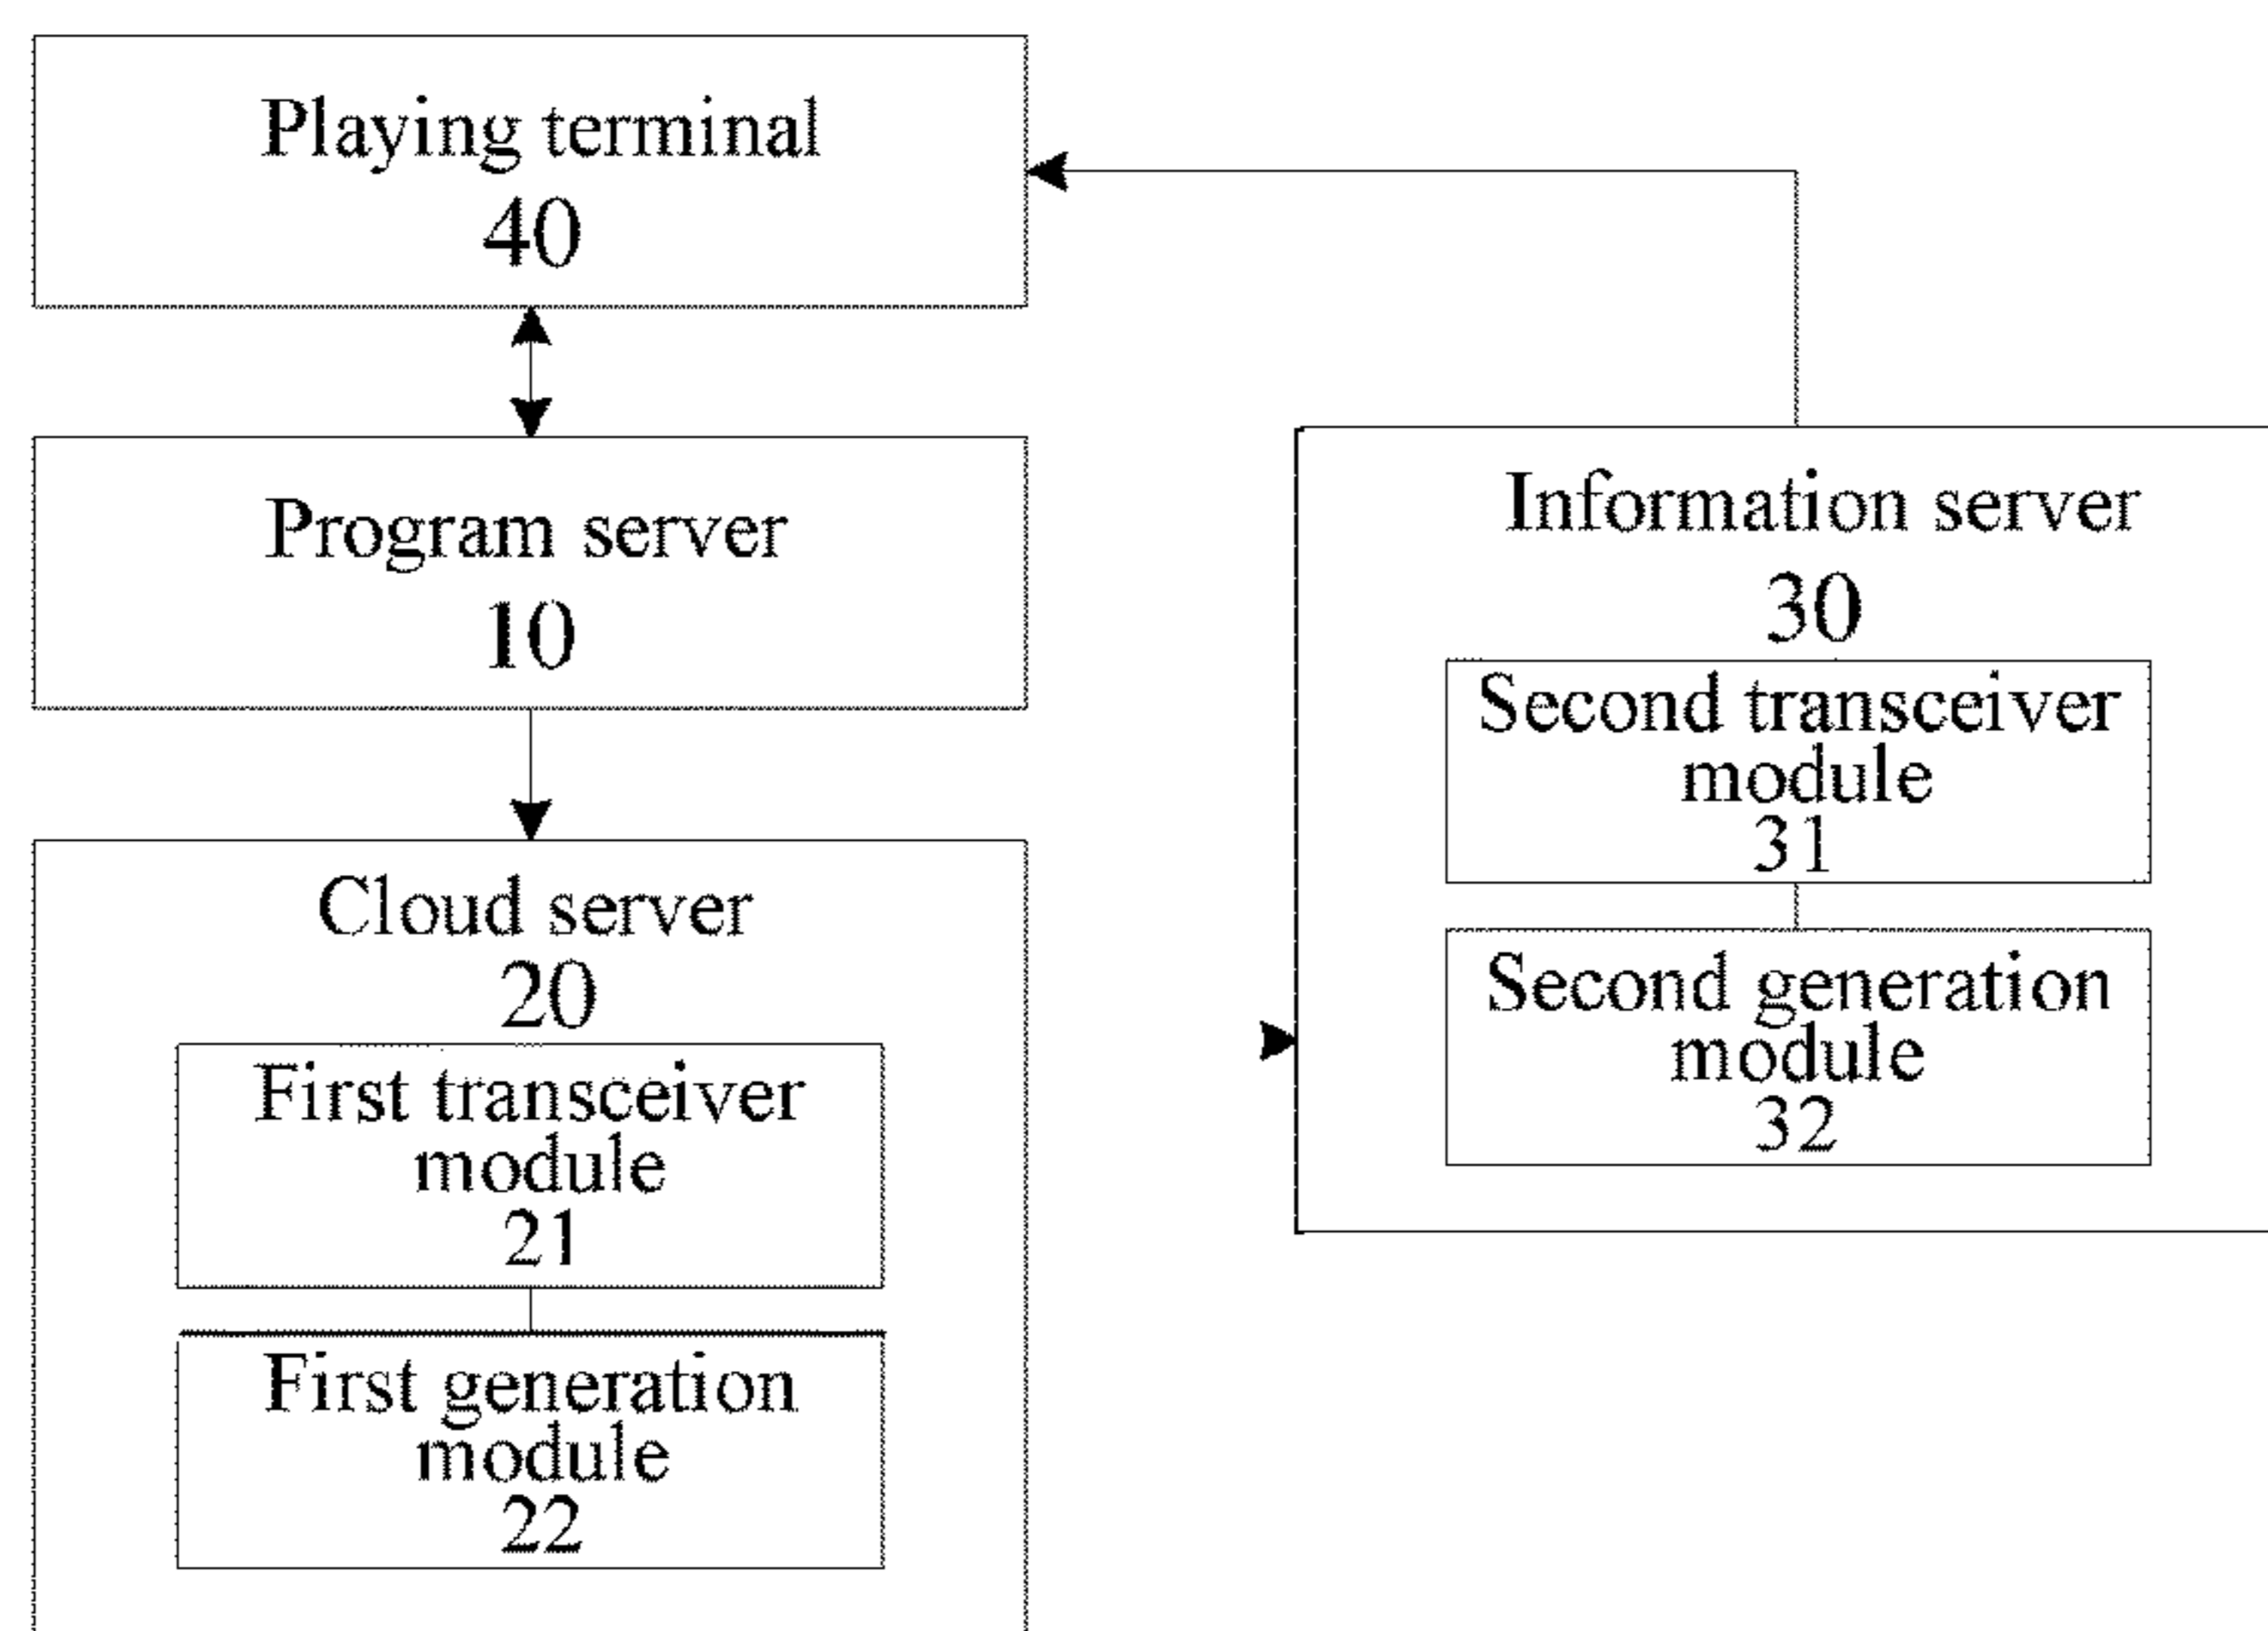 Playing terminal
40
Program server
10
Cloud server
20
First transceiver
module
21
First generation
module
22
Information server
30
Second transceiver
module
31
Second generation
module
32